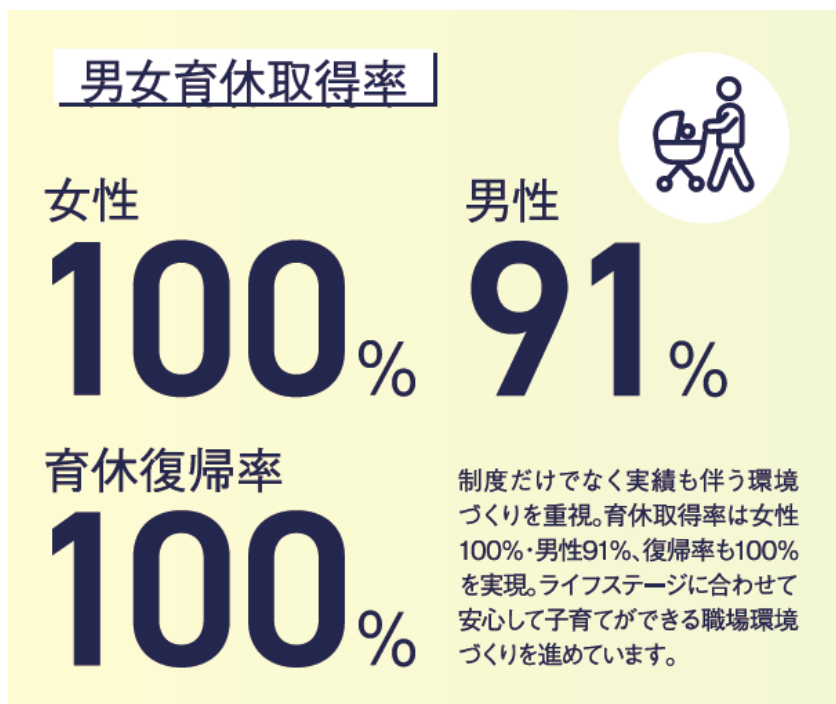 男女育休取得率
女性
100%
男性
91%
育休復帰率
100%
制度だけでなく実績も伴う環境
づくりを重視。育休取得率は女性
100%・男性91%、復帰率も100%
を実現。ライフステージに合わせて
安心して子育てができる職場環境
づくりを進めています。